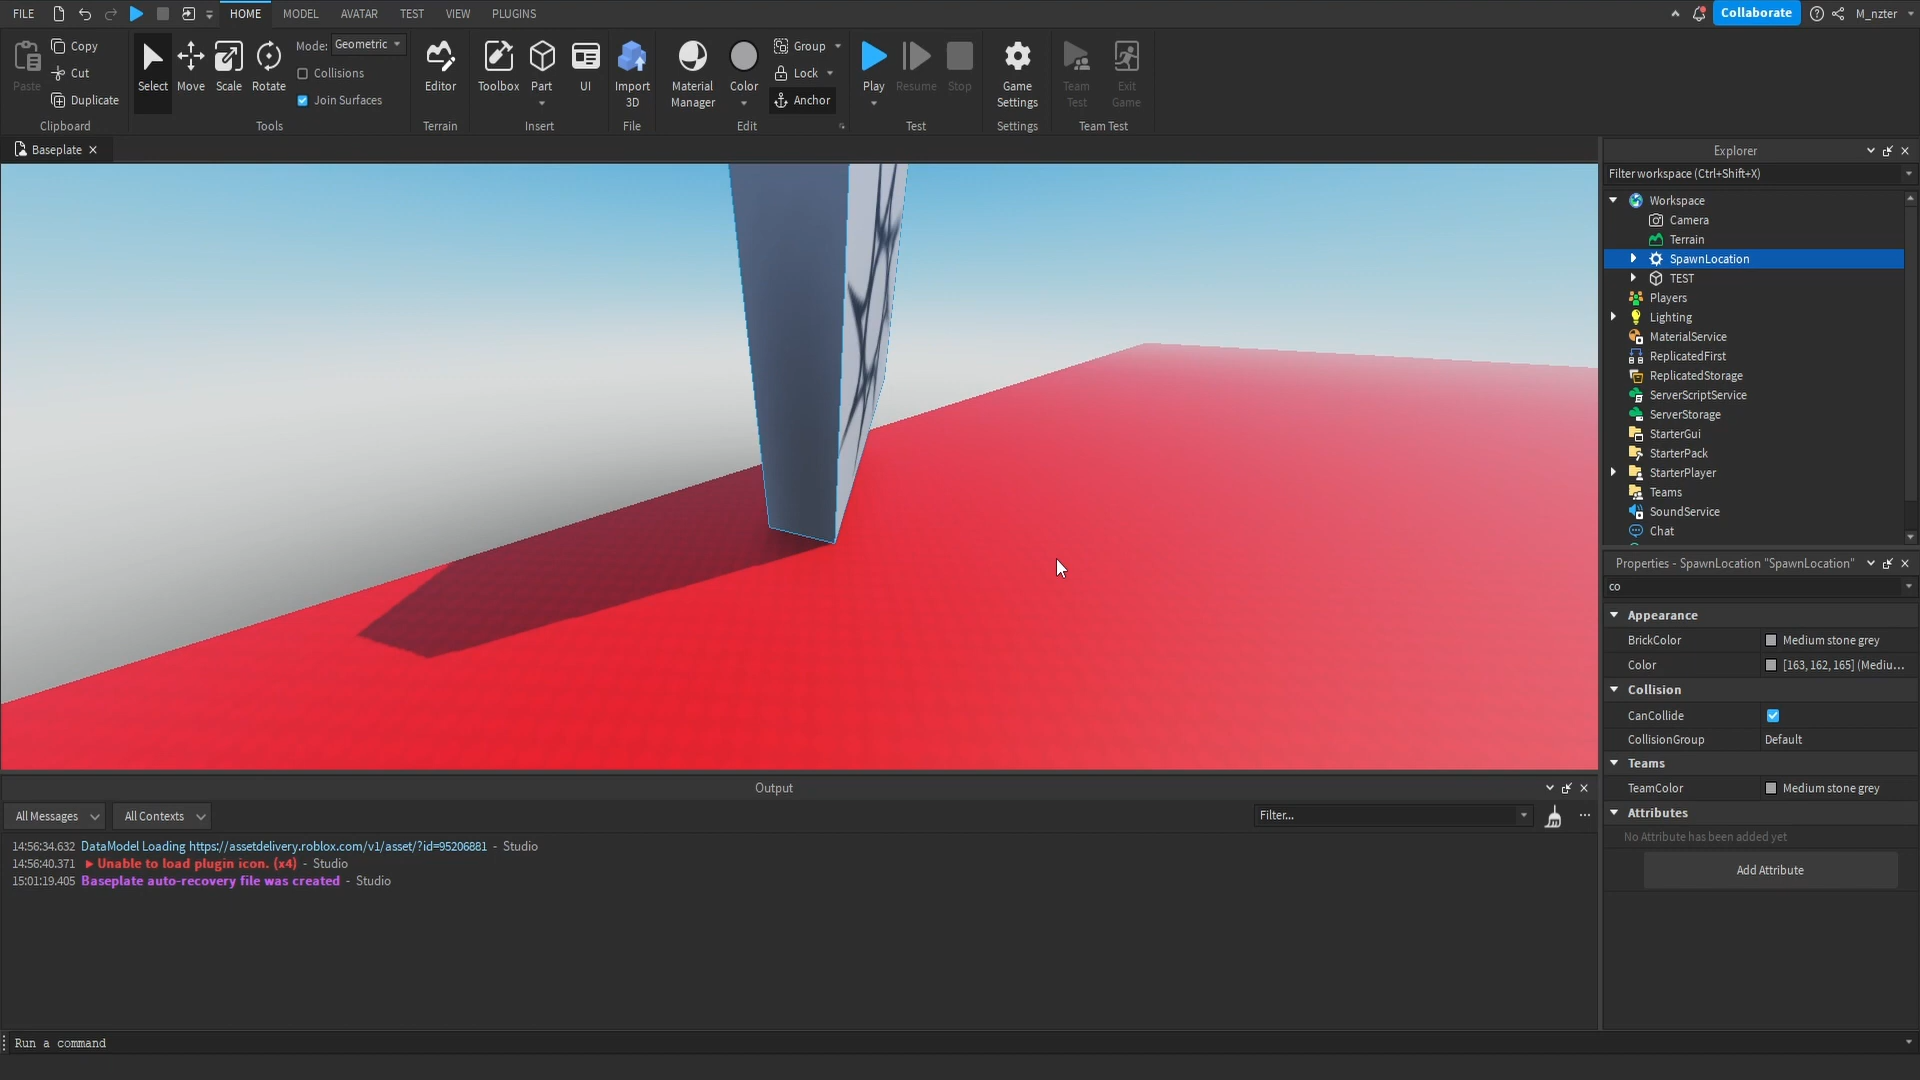 FILE HOME MODEL AVATAR TEST VIEW PLUGINS Collaborate M_nzter
Paste Copy Cut Duplicate Clipboard
Select Move Scale Rotate Mode: Geometric Collisions Join Surfaces Tools
Editor Terrain
Toolbox Part UI Insert
Import 3D File
Material Manager Color Group Lock Anchor Edit
Play Resume Stop Test
Game Settings Settings
Team Test Exit Game Team Test
Baseplate
Explorer
Filter workspace (Ctrl+Shift+X)
Workspace
Camera
Terrain
SpawnLocation
TEST
Players
Lighting
MaterialService
ReplicatedFirst
ReplicatedStorage
ServerScriptService
ServerStorage
StarterGui
StarterPack
StarterPlayer
Teams
SoundService
Chat
Properties - SpawnLocation "SpawnLocation"
co
Appearance
BrickColor Medium stone grey
Color [163, 162, 165] (Mediu...
Collision
CanCollide
CollisionGroup Default
Teams
TeamColor Medium stone grey
Attributes
No Attribute has been added yet
Add Attribute
Output
All Messages All Contexts Filter... ...
14:56:34.632 DataModel Loading https://assetdelivery.roblox.com/v1/asset/?id=95206881 - Studio
14:56:40.371 Unable to load plugin icon. (x4) - Studio
15:01:19.405 Baseplate auto-recovery file was created - Studio
Run a command